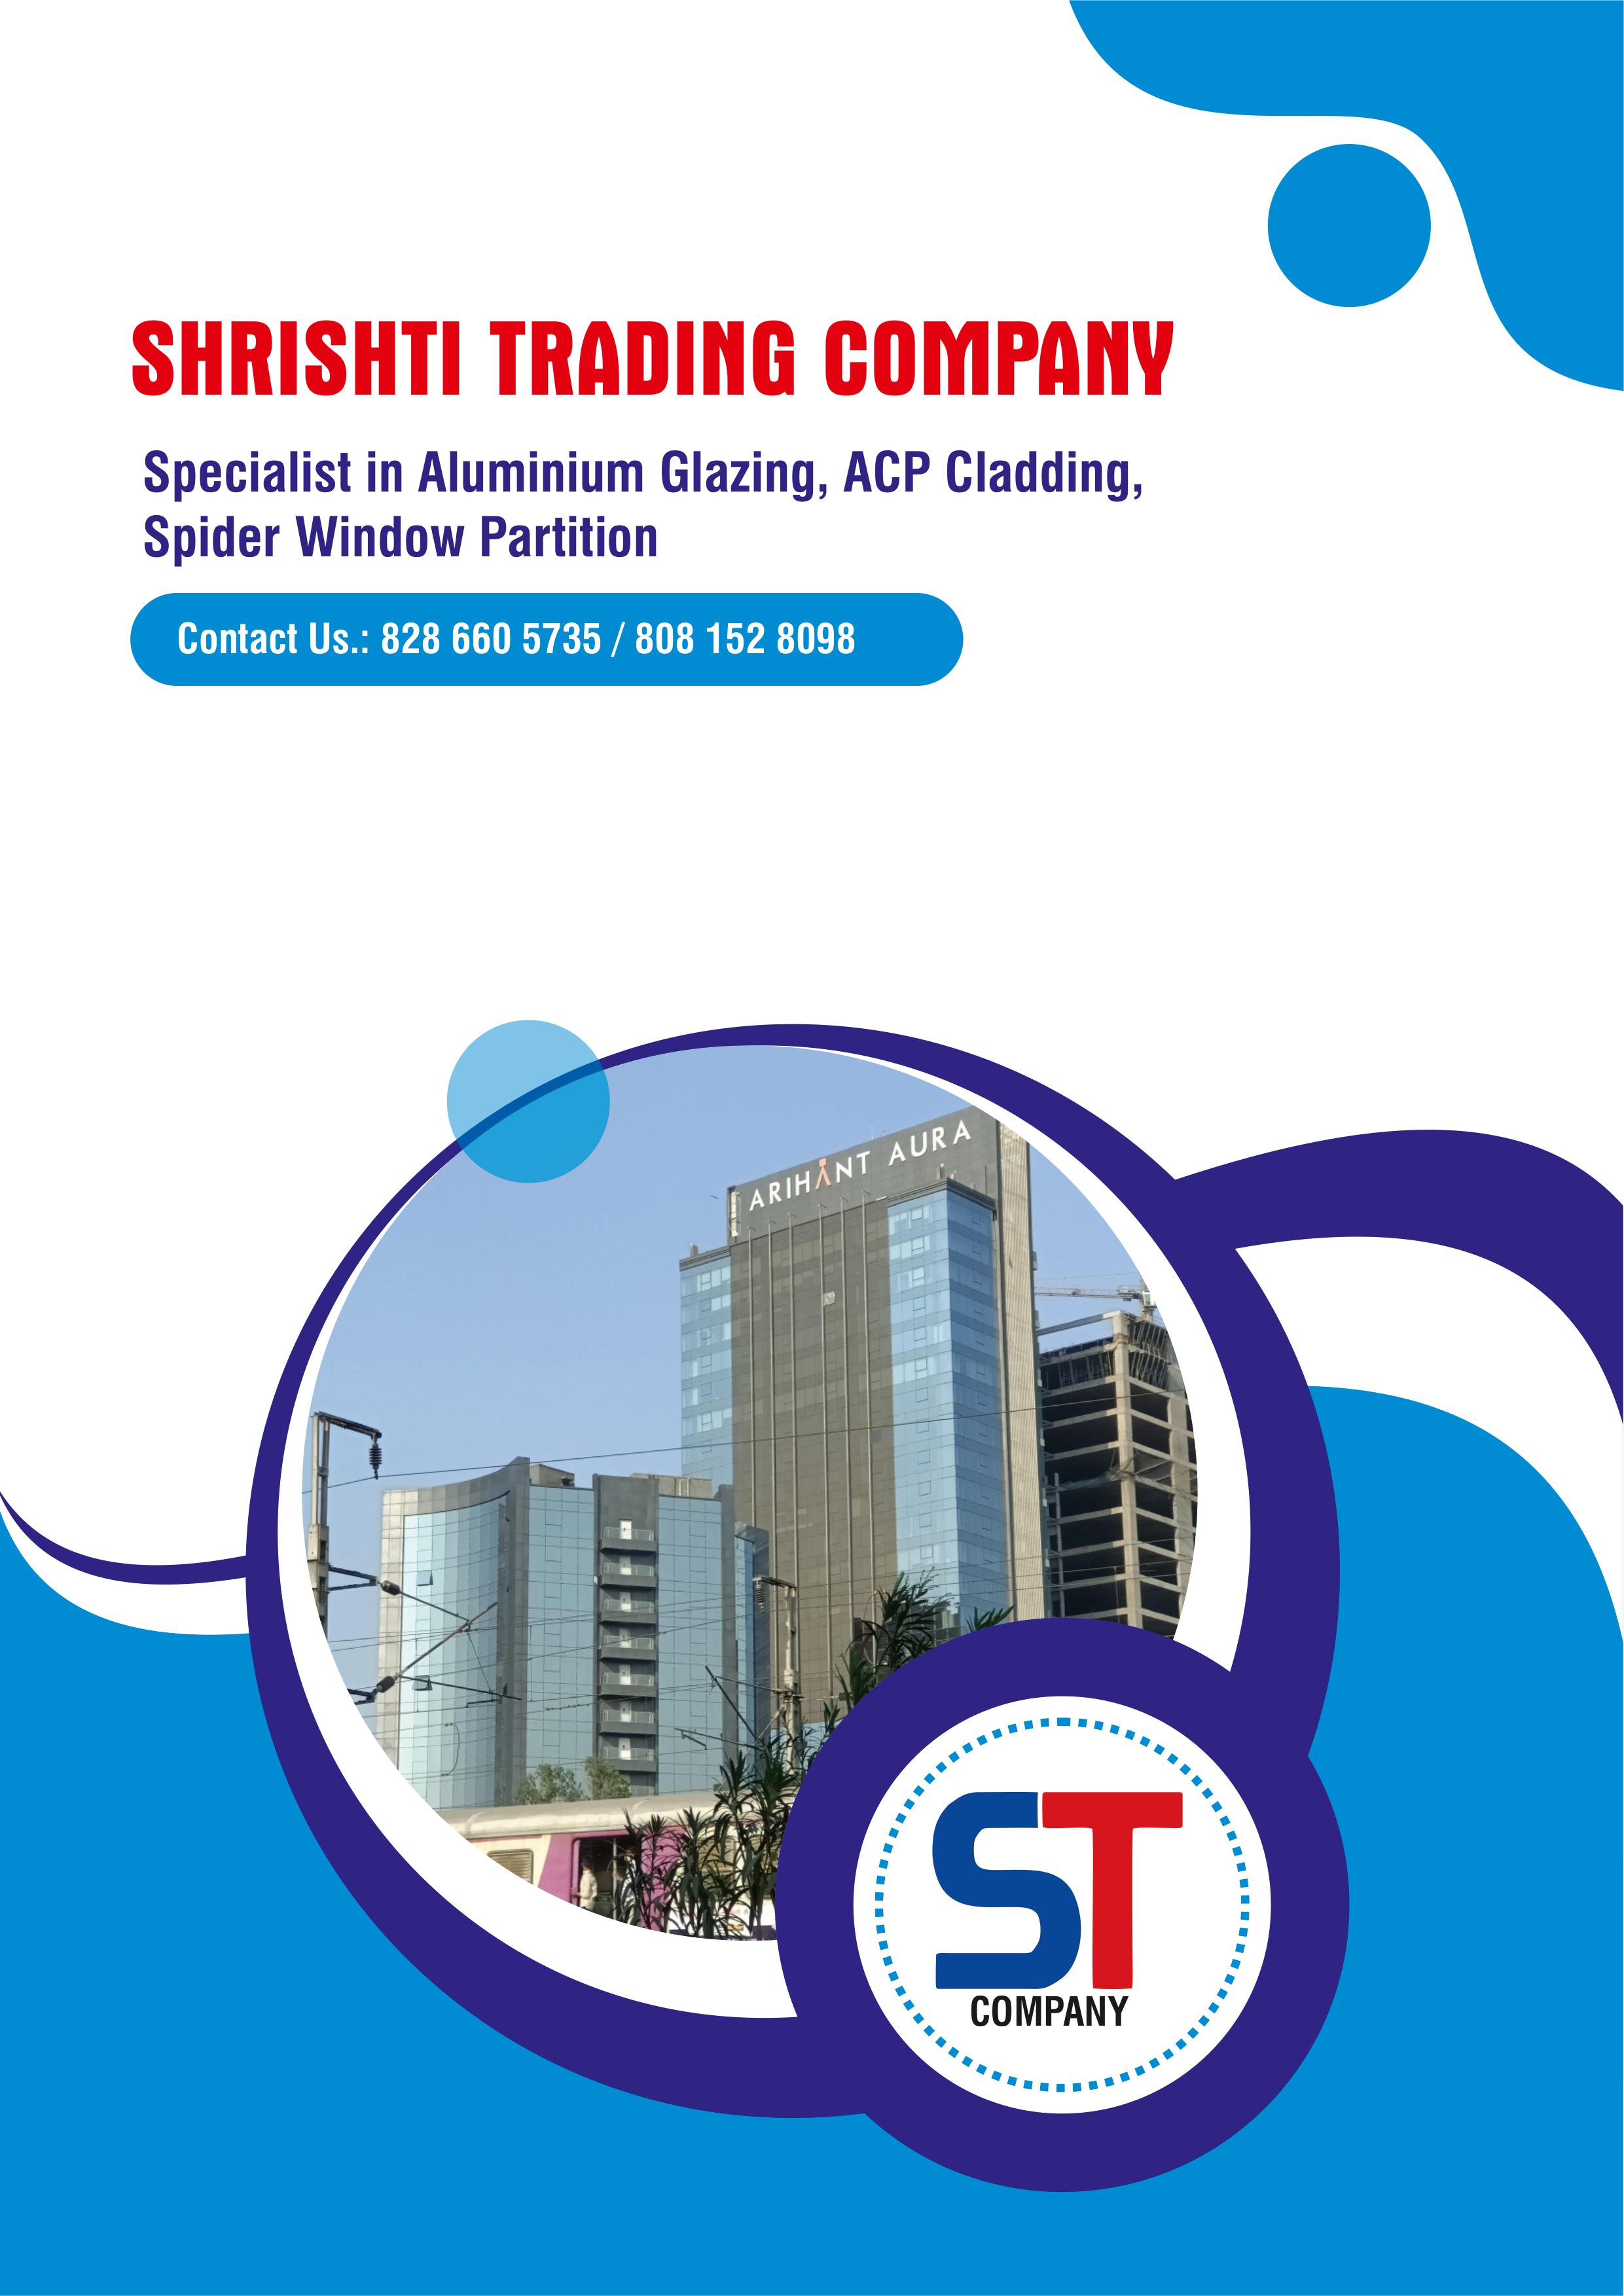 SHRISHTI TRADING COMPANY
Specialist in Aluminium Glazing, ACP Cladding,
Spider Window Partition
Contact Us.: 828 660 5735 / 808 152 8098
ARIHANT AURA
ST
COMPANY